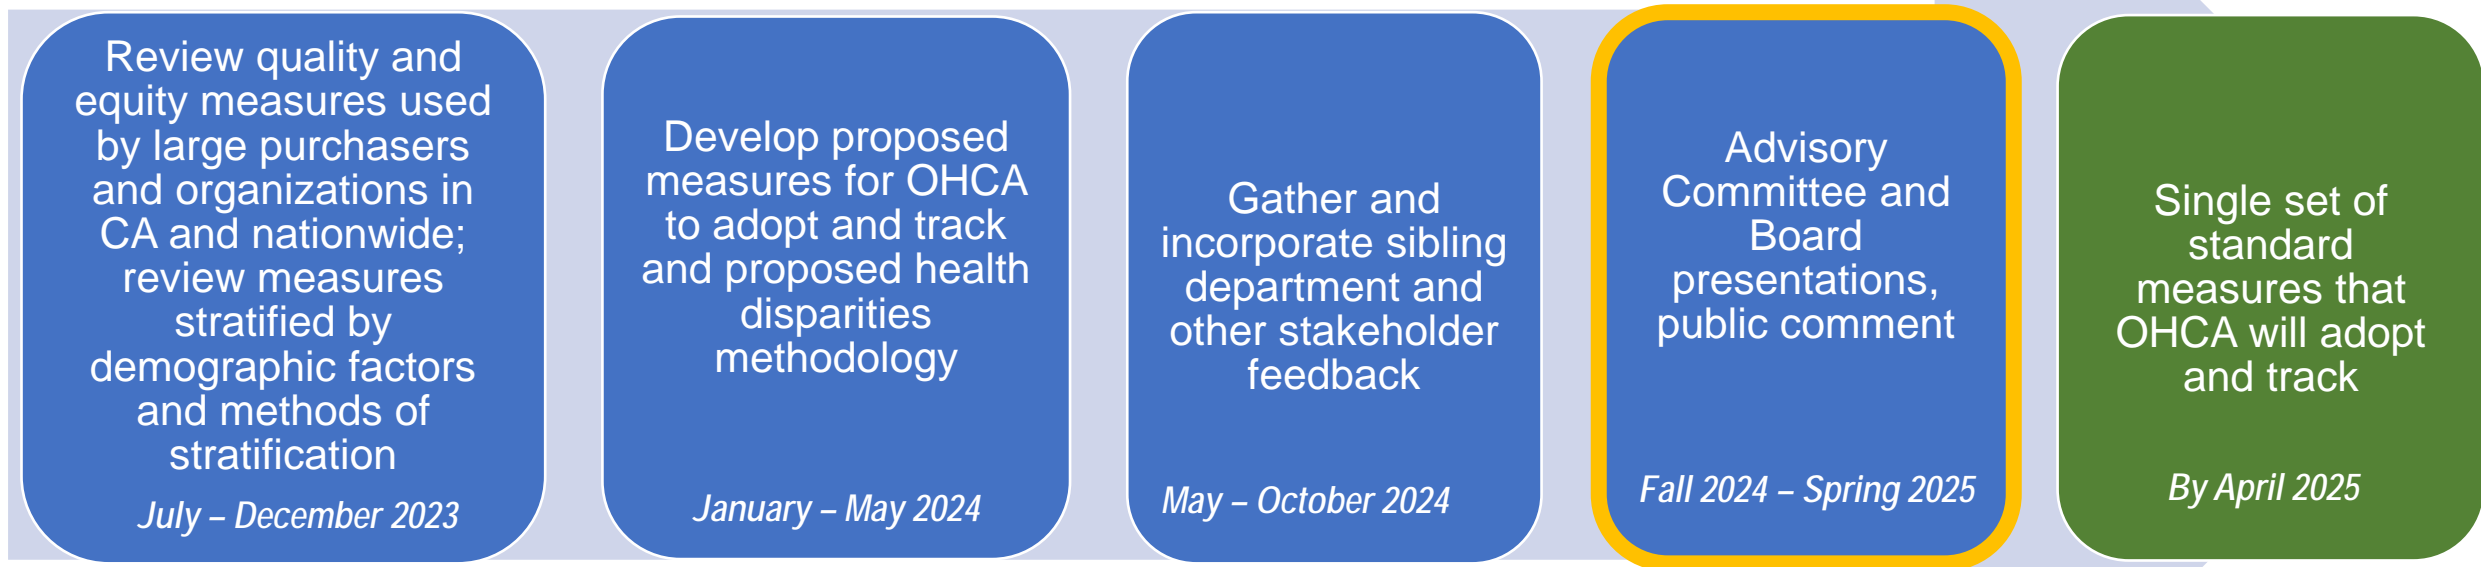 Review quality and
equity measures used
by large purchasers
and organizations in
CA and nationwide;
review measures
stratified by
demographic factors
and methods of
stratification
July – December 2023
Develop proposed
measures for OHCA
to adopt and track
and proposed health
disparities
methodology
January – May 2024
Gather and
incorporate sibling
department and
other stakeholder
feedback
May – October 2024
Advisory
Committee and
Board
presentations,
public comment
Fall 2024 – Spring 2025
Single set of
standard
measures that
OHCA will adopt
and track
By April 2025